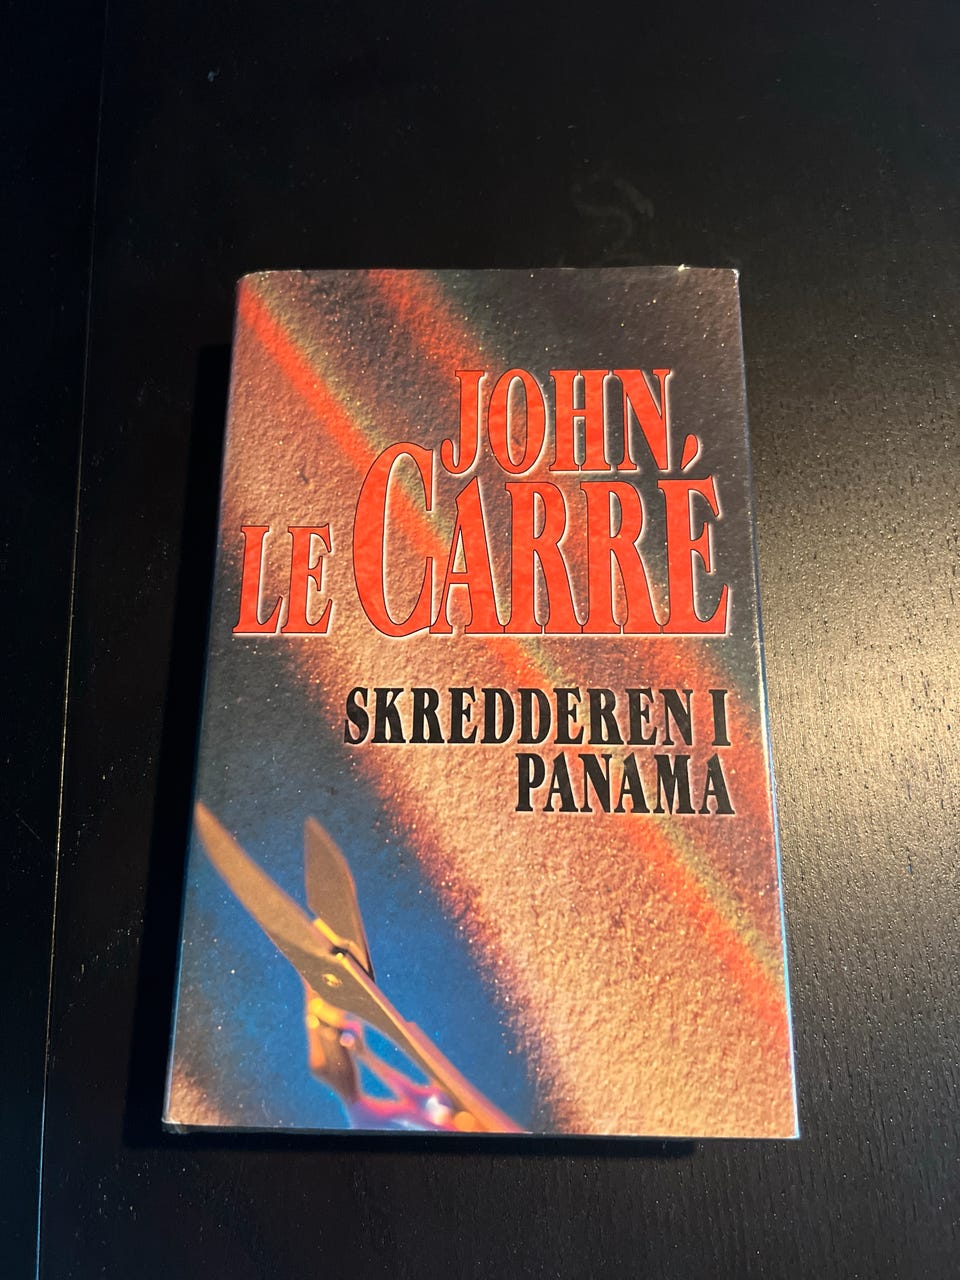 JOHN
LE CARRÉ
SKREDDEREN I
PANAMA